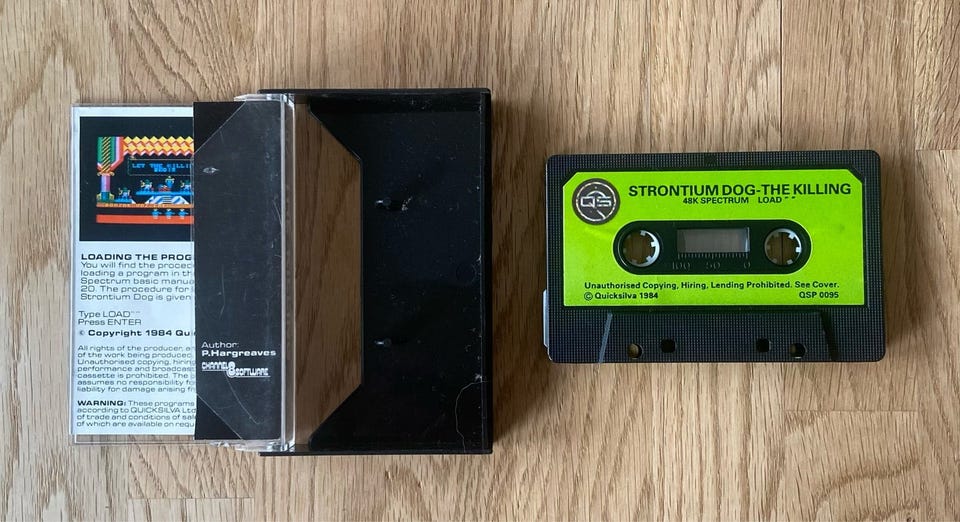 LET THE KILLI
LOADING THE PROG
You will find the proced
loading a program in th
Spectrum basic manua
20. The procedure for l
Strontium Dog is given
Type LOAD""
Press ENTER
© Copyright 1984 Qui
All rights of the producer, a
of the work being produced
Unauthorised copying, hiring
performance and broadcas
cassette is prohibited. The p
assumes no responsibility fo
liability for damage arising fr
WARNING: These programs
according to QUICKSILVA Ltd
of trade and conditions of sal
of which are available on requ
Author:
P.Hargreaves
CHANNEL 8 SOFTWARE
QS
STRONTIUM DOG-THE KILLING
48K SPECTRUM LOAD""
100 50 0
Unauthorised Copying, Hiring, Lending Prohibited. See Cover.
© Quicksilva 1984 QSP 0095